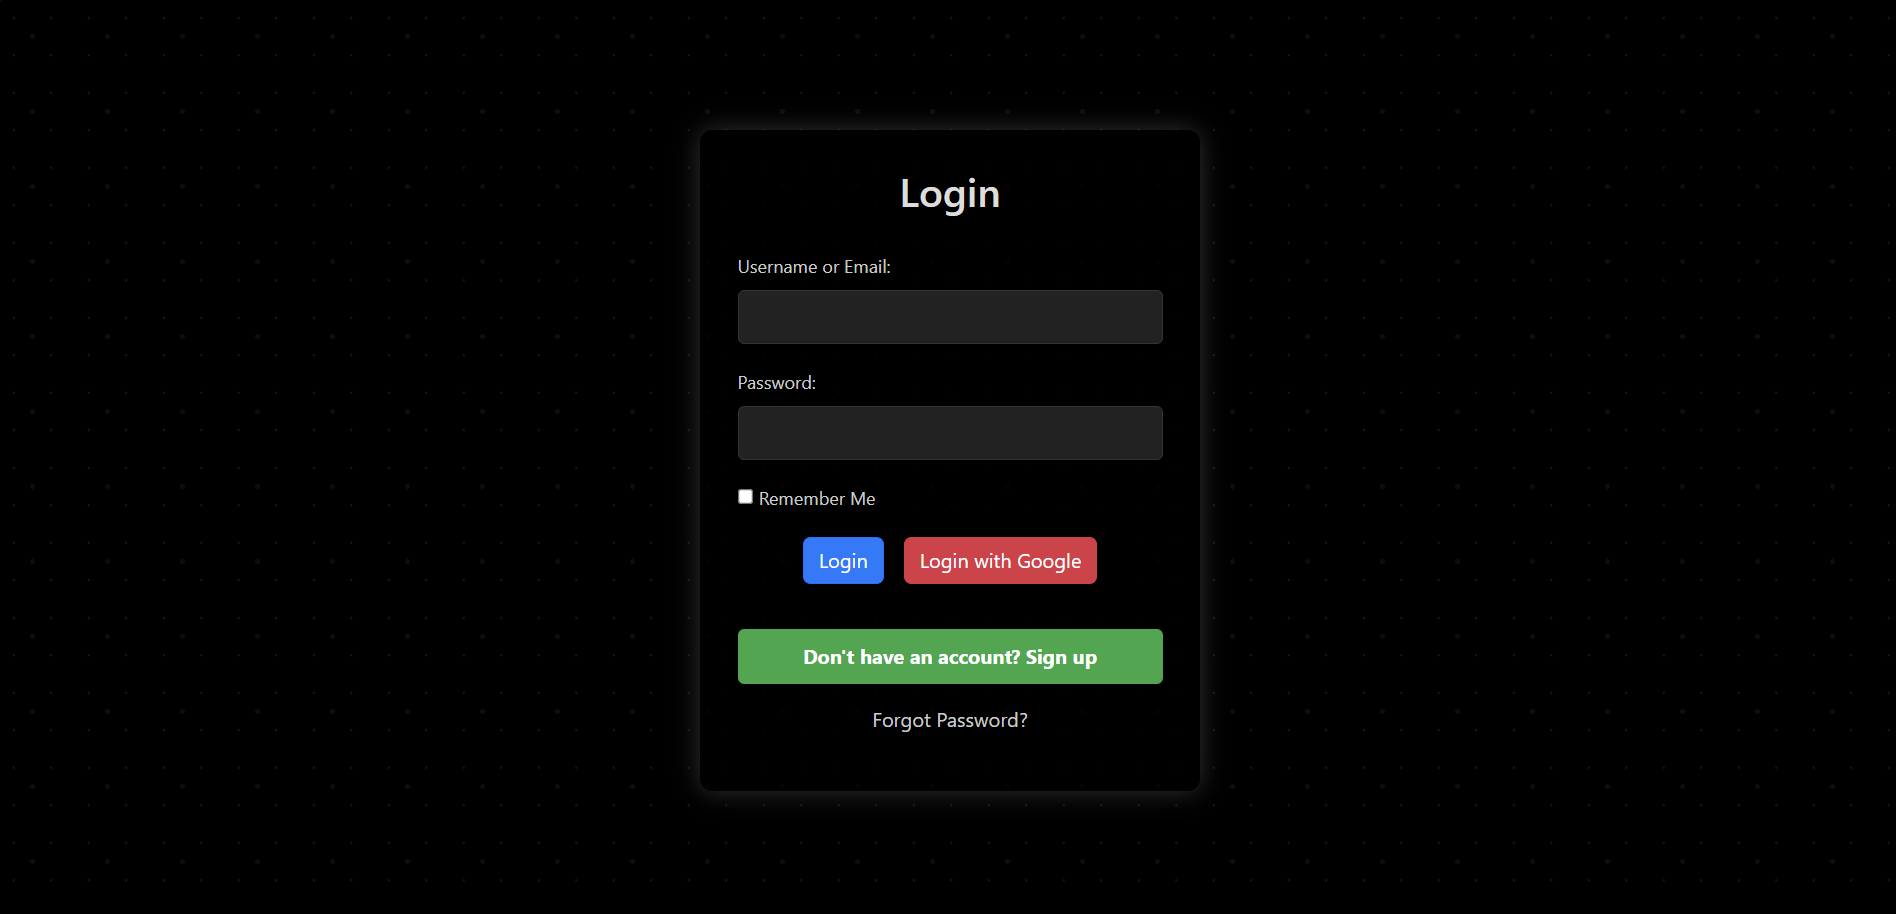 Login
Username or Email:
Password:
Remember Me
Login
Login with Google
Don't have an account? Sign up
Forgot Password?